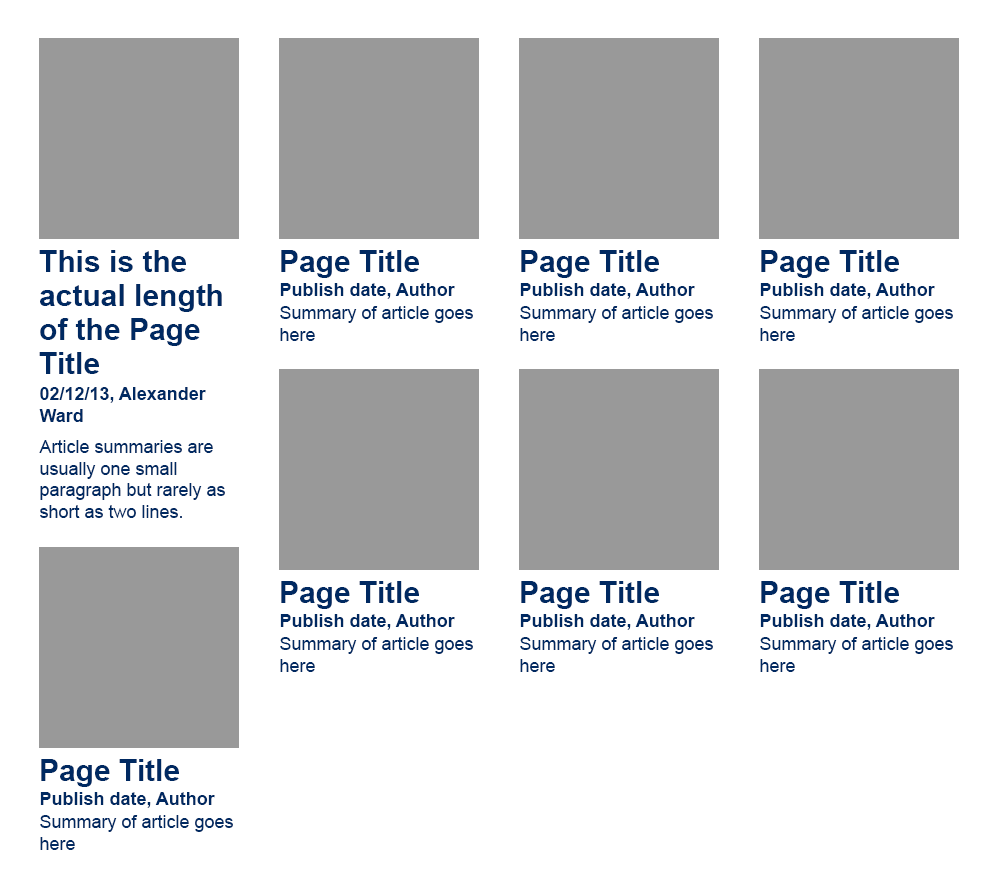 This is the
actual length
of the Page
Title
02/12/13, Alexander
Ward
Article summaries are
usually one small
paragraph but rarely as
short as two lines.
Page Title
Publish date, Author
Summary of article goes
here
Page Title
Publish date, Author
Summary of article goes
here
Page Title
Publish date, Author
Summary of article goes
here
Page Title
Publish date, Author
Summary of article goes
here
Page Title
Publish date, Author
Summary of article goes
here
Page Title
Publish date, Author
Summary of article goes
here
Page Title
Publish date, Author
Summary of article goes
here